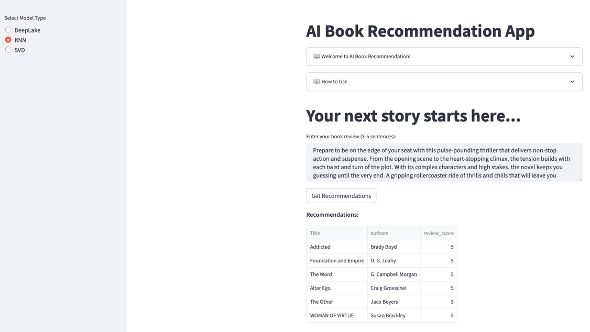 Select Model Type
DeepLake
KNN
SVD
AI Book Recommendation App
📖 Welcome to AI Book Recommendation!
📖 How to Use
Your next story starts here...
Enter your book review (3-5 sentences):
Prepare to be on the edge of your seat with this pulse-pounding thriller that delivers non-stop
action and suspense. From the opening scene to the heart-stopping climax, the tension builds with
each twist and turn of the plot. With its complex characters and high stakes, the novel keeps you
guessing until the very end. A gripping rollercoaster ride of thrills and chills that will leave you
Get Recommendations
Recommendations:
Title authors review_score
Addicted Brady Boyd 5
Foundation and Empire D. G. Leahy 5
The Word G. Campbell Morgan 5
Altar Ego Craig Groeschel 5
The Other Jaco Beyers 5
WOMAN OF VIRTUE Susan Brackley 5